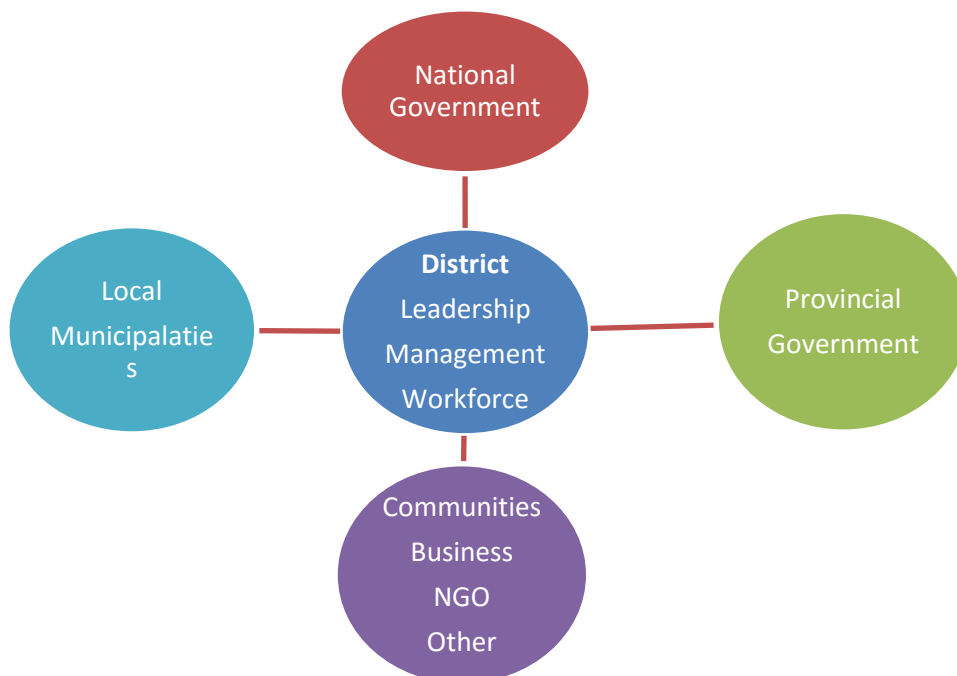 National
Government
Local
Municipalatie
s
District
Leadership
Management
Workforce
Provincial
Government
Communities
Business
NGO
Other